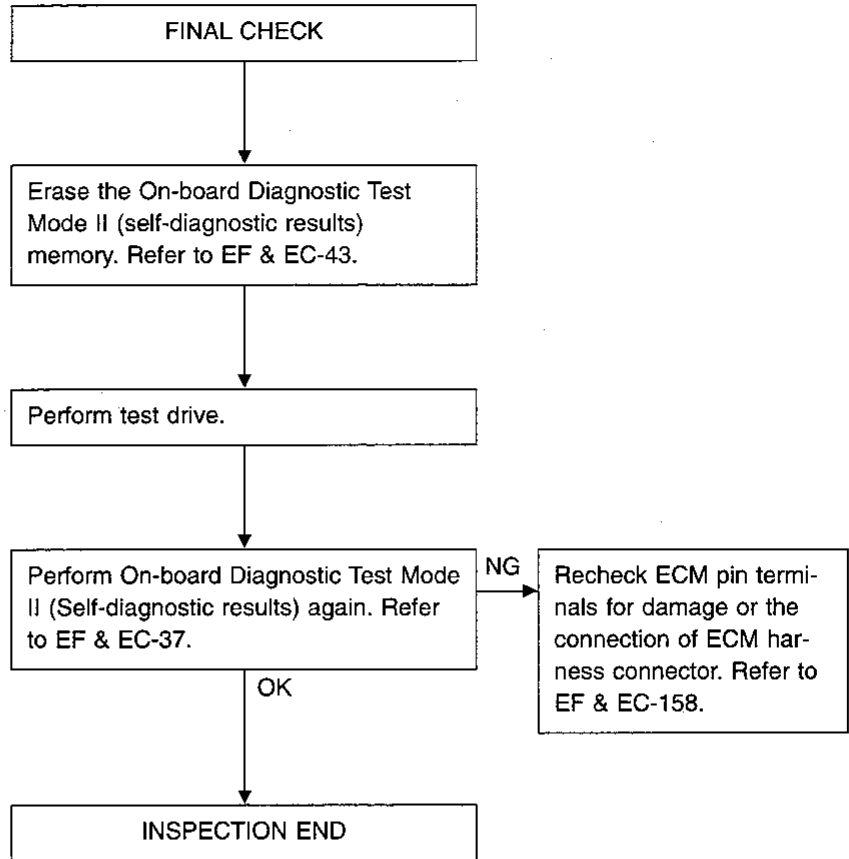 FINAL CHECK
Erase the On-board Diagnostic Test
Mode II (self-diagnostic results)
memory. Refer to EF & EC-43.
Perform test drive.
Perform On-board Diagnostic Test Mode
II (Self-diagnostic results) again. Refer
to EF & EC-37.
NG
Recheck ECM pin termi-
nals for damage or the
connection of ECM har-
ness connector. Refer to
EF & EC-158.
OK
INSPECTION END